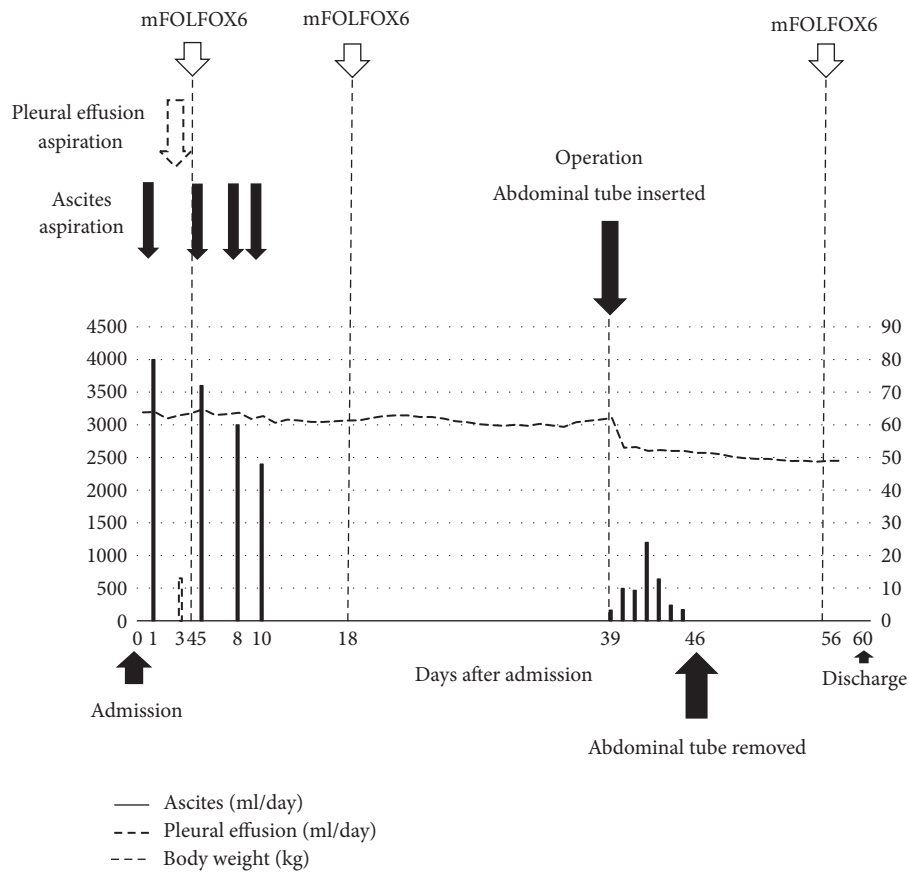 mFOLFOX6
mFOLFOX6
mFOLFOX6
Pleural effusion
aspiration
Ascites
aspiration
Operation
Abdominal tube inserted
4500 90
4000 80
3500 70
3000 60
2500 50
2000 40
1500 30
1000 20
500 10
0 0
0 1 3 4 5 8 10 18 39 46 56 60
Days after admission
Admission
Discharge
Abdominal tube removed
Ascites (ml/day)
Pleural effusion (ml/day)
Body weight (kg)